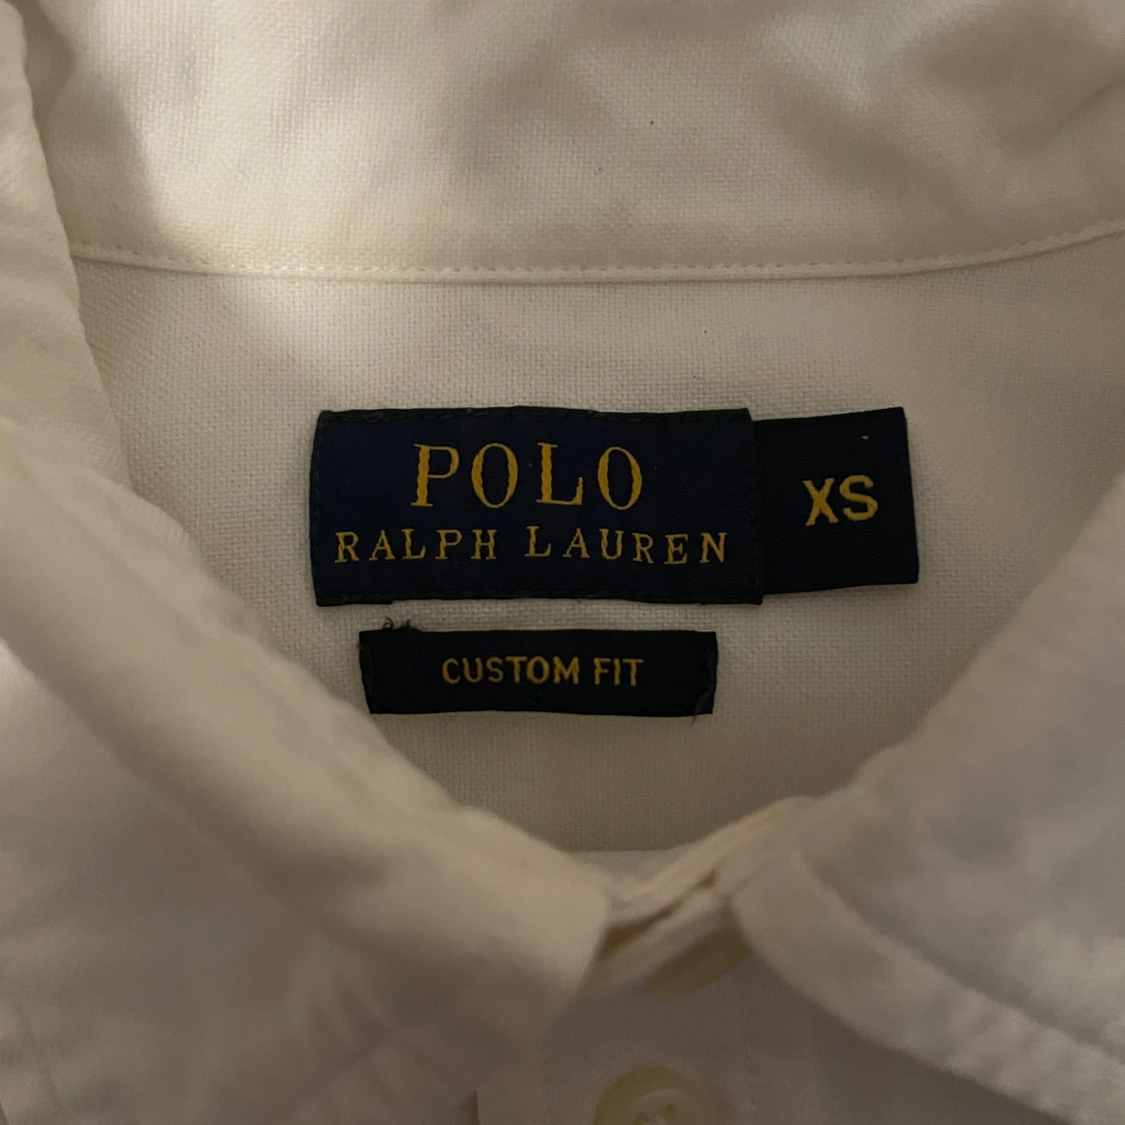 POLO
RALPH LAUREN
XS
CUSTOM FIT